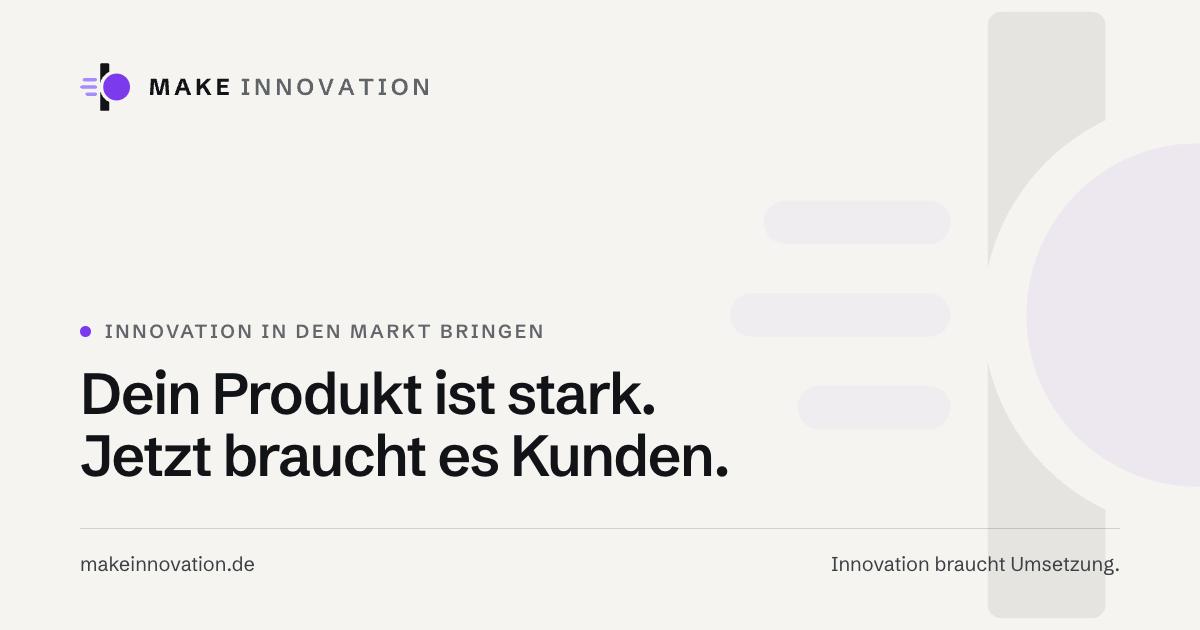 MAKE INNOVATION
INNOVATION IN DEN MARKT BRINGEN
Dein Produkt ist stark.
Jetzt braucht es Kunden.
makeinnovation.de
Innovation braucht Umsetzung.